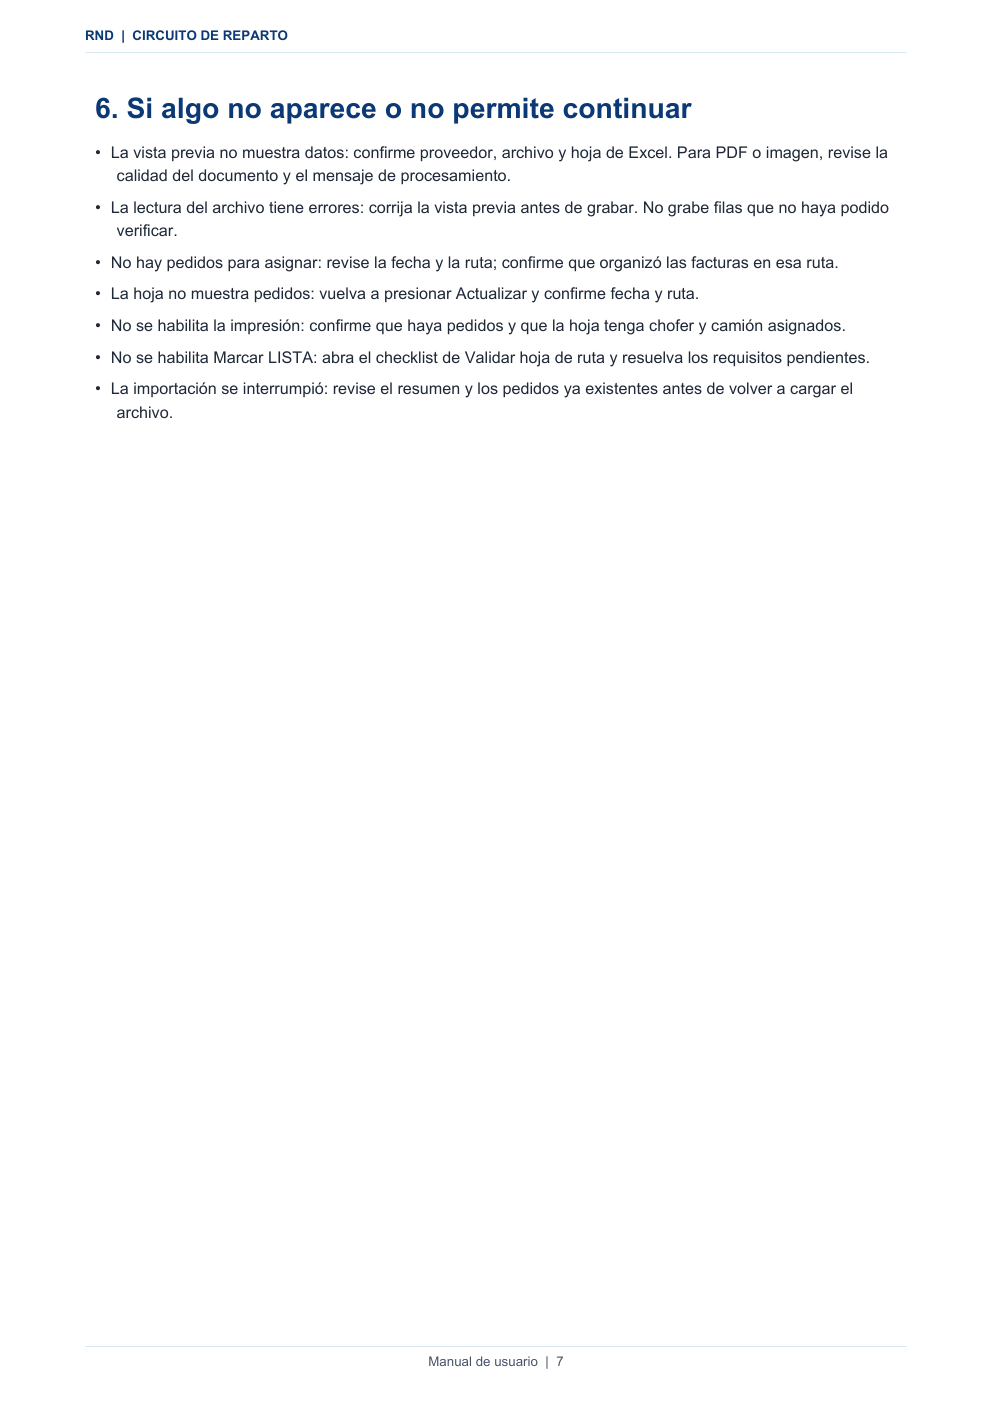 RND | CIRCUITO DE REPARTO
6. Si algo no aparece o no permite continuar
• La vista previa no muestra datos: confirme proveedor, archivo y hoja de Excel. Para PDF o imagen, revise la
calidad del documento y el mensaje de procesamiento.
• La lectura del archivo tiene errores: corrija la vista previa antes de grabar. No grabe filas que no haya podido
verificar.
• No hay pedidos para asignar: revise la fecha y la ruta; confirme que organizó las facturas en esa ruta.
• La hoja no muestra pedidos: vuelva a presionar Actualizar y confirme fecha y ruta.
• No se habilita la impresión: confirme que haya pedidos y que la hoja tenga chofer y camión asignados.
• No se habilita Marcar LISTA: abra el checklist de Validar hoja de ruta y resuelva los requisitos pendientes.
• La importación se interrumpió: revise el resumen y los pedidos ya existentes antes de volver a cargar el
archivo.
Manual de usuario | 7